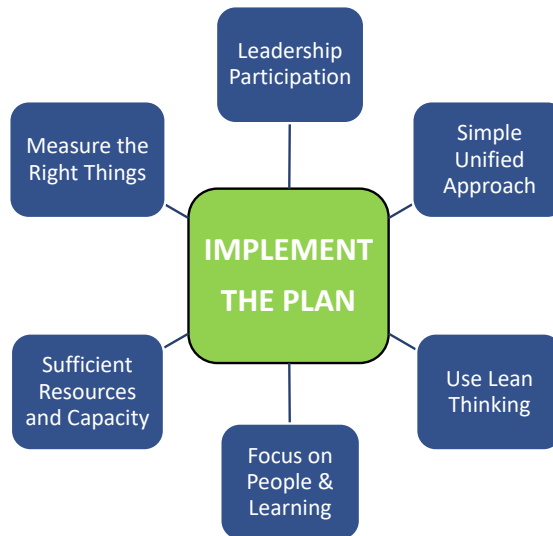 Leadership
Participation
Simple
Unified
Approach
Measure the
Right Things
IMPLEMENT
THE PLAN
Use Lean
Thinking
Sufficient
Resources
and Capacity
Focus on
People &
Learning